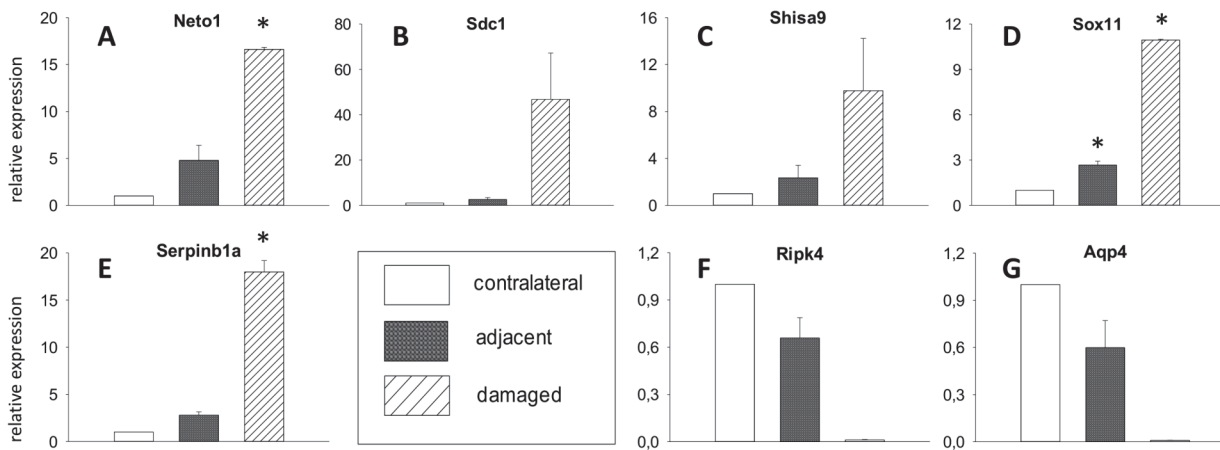 A
Neto1
*
20
15
10
5
0
relative expression
B
Sdc1
80
60
40
20
0
C
Shisa9
16
12
8
4
0
D
Sox11
*
*
12
9
6
3
0
E
Serpinb1a
*
20
15
10
5
0
relative expression
contralateral
adjacent
damaged
F
Ripk4
1,2
0,9
0,6
0,3
0,0
G
Aqp4
1,2
0,9
0,6
0,3
0,0